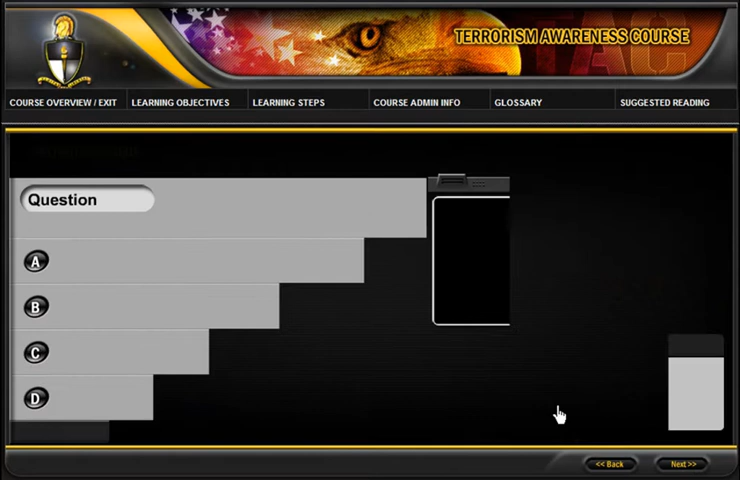 TERRORISM AWARENESS COURSE
COURSE OVERVIEW / EXIT LEARNING OBJECTIVES LEARNING STEPS COURSE ADMIN INFO GLOSSARY SUGGESTED READING
Question
A
B
C
D
<< Back Next >>